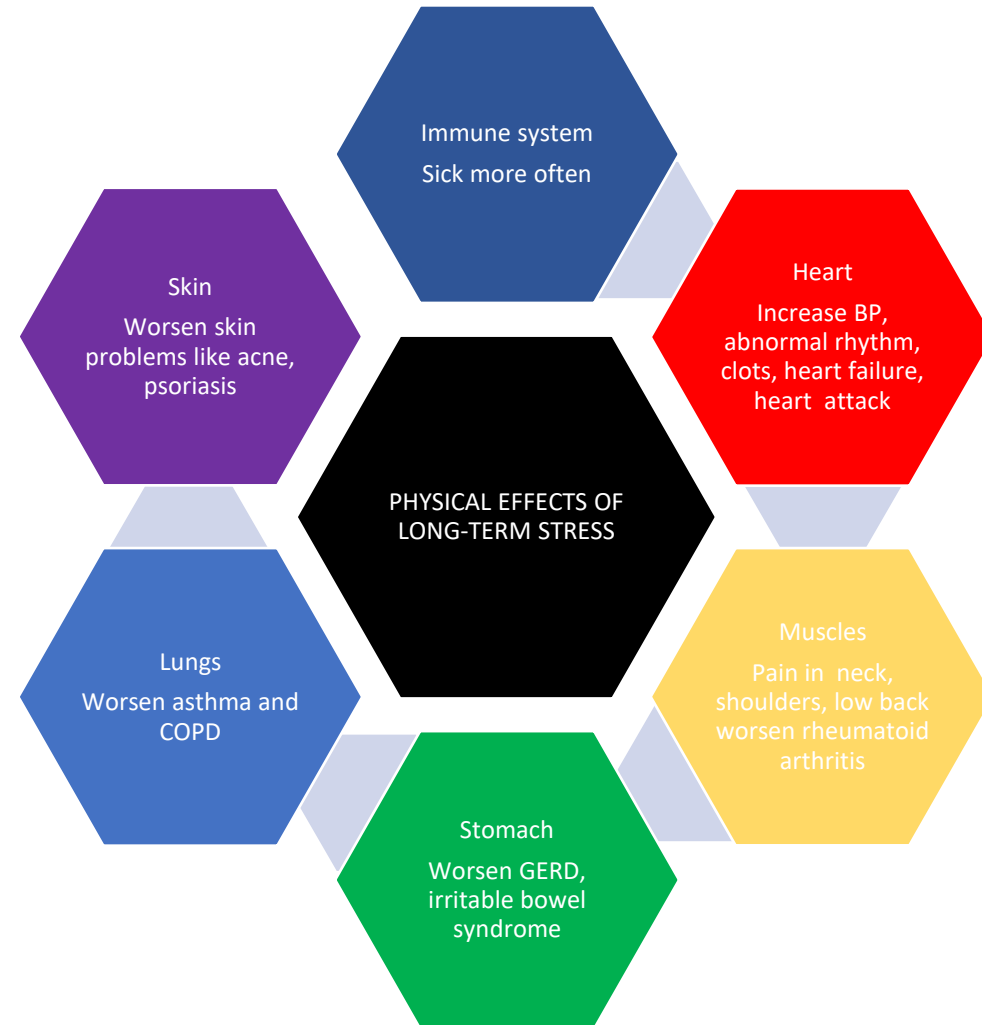 Immune system
Sick more often
Heart
Increase BP,
abnormal rhythm,
clots, heart failure,
heart  attack
Muscles
Pain in  neck,
shoulders, low back
worsen rheumatoid
arthritis
Stomach
Worsen GERD,
irritable bowel
syndrome
Lungs
Worsen asthma and
COPD
Skin
Worsen skin
problems like acne,
psoriasis
PHYSICAL EFFECTS OF
LONG-TERM STRESS